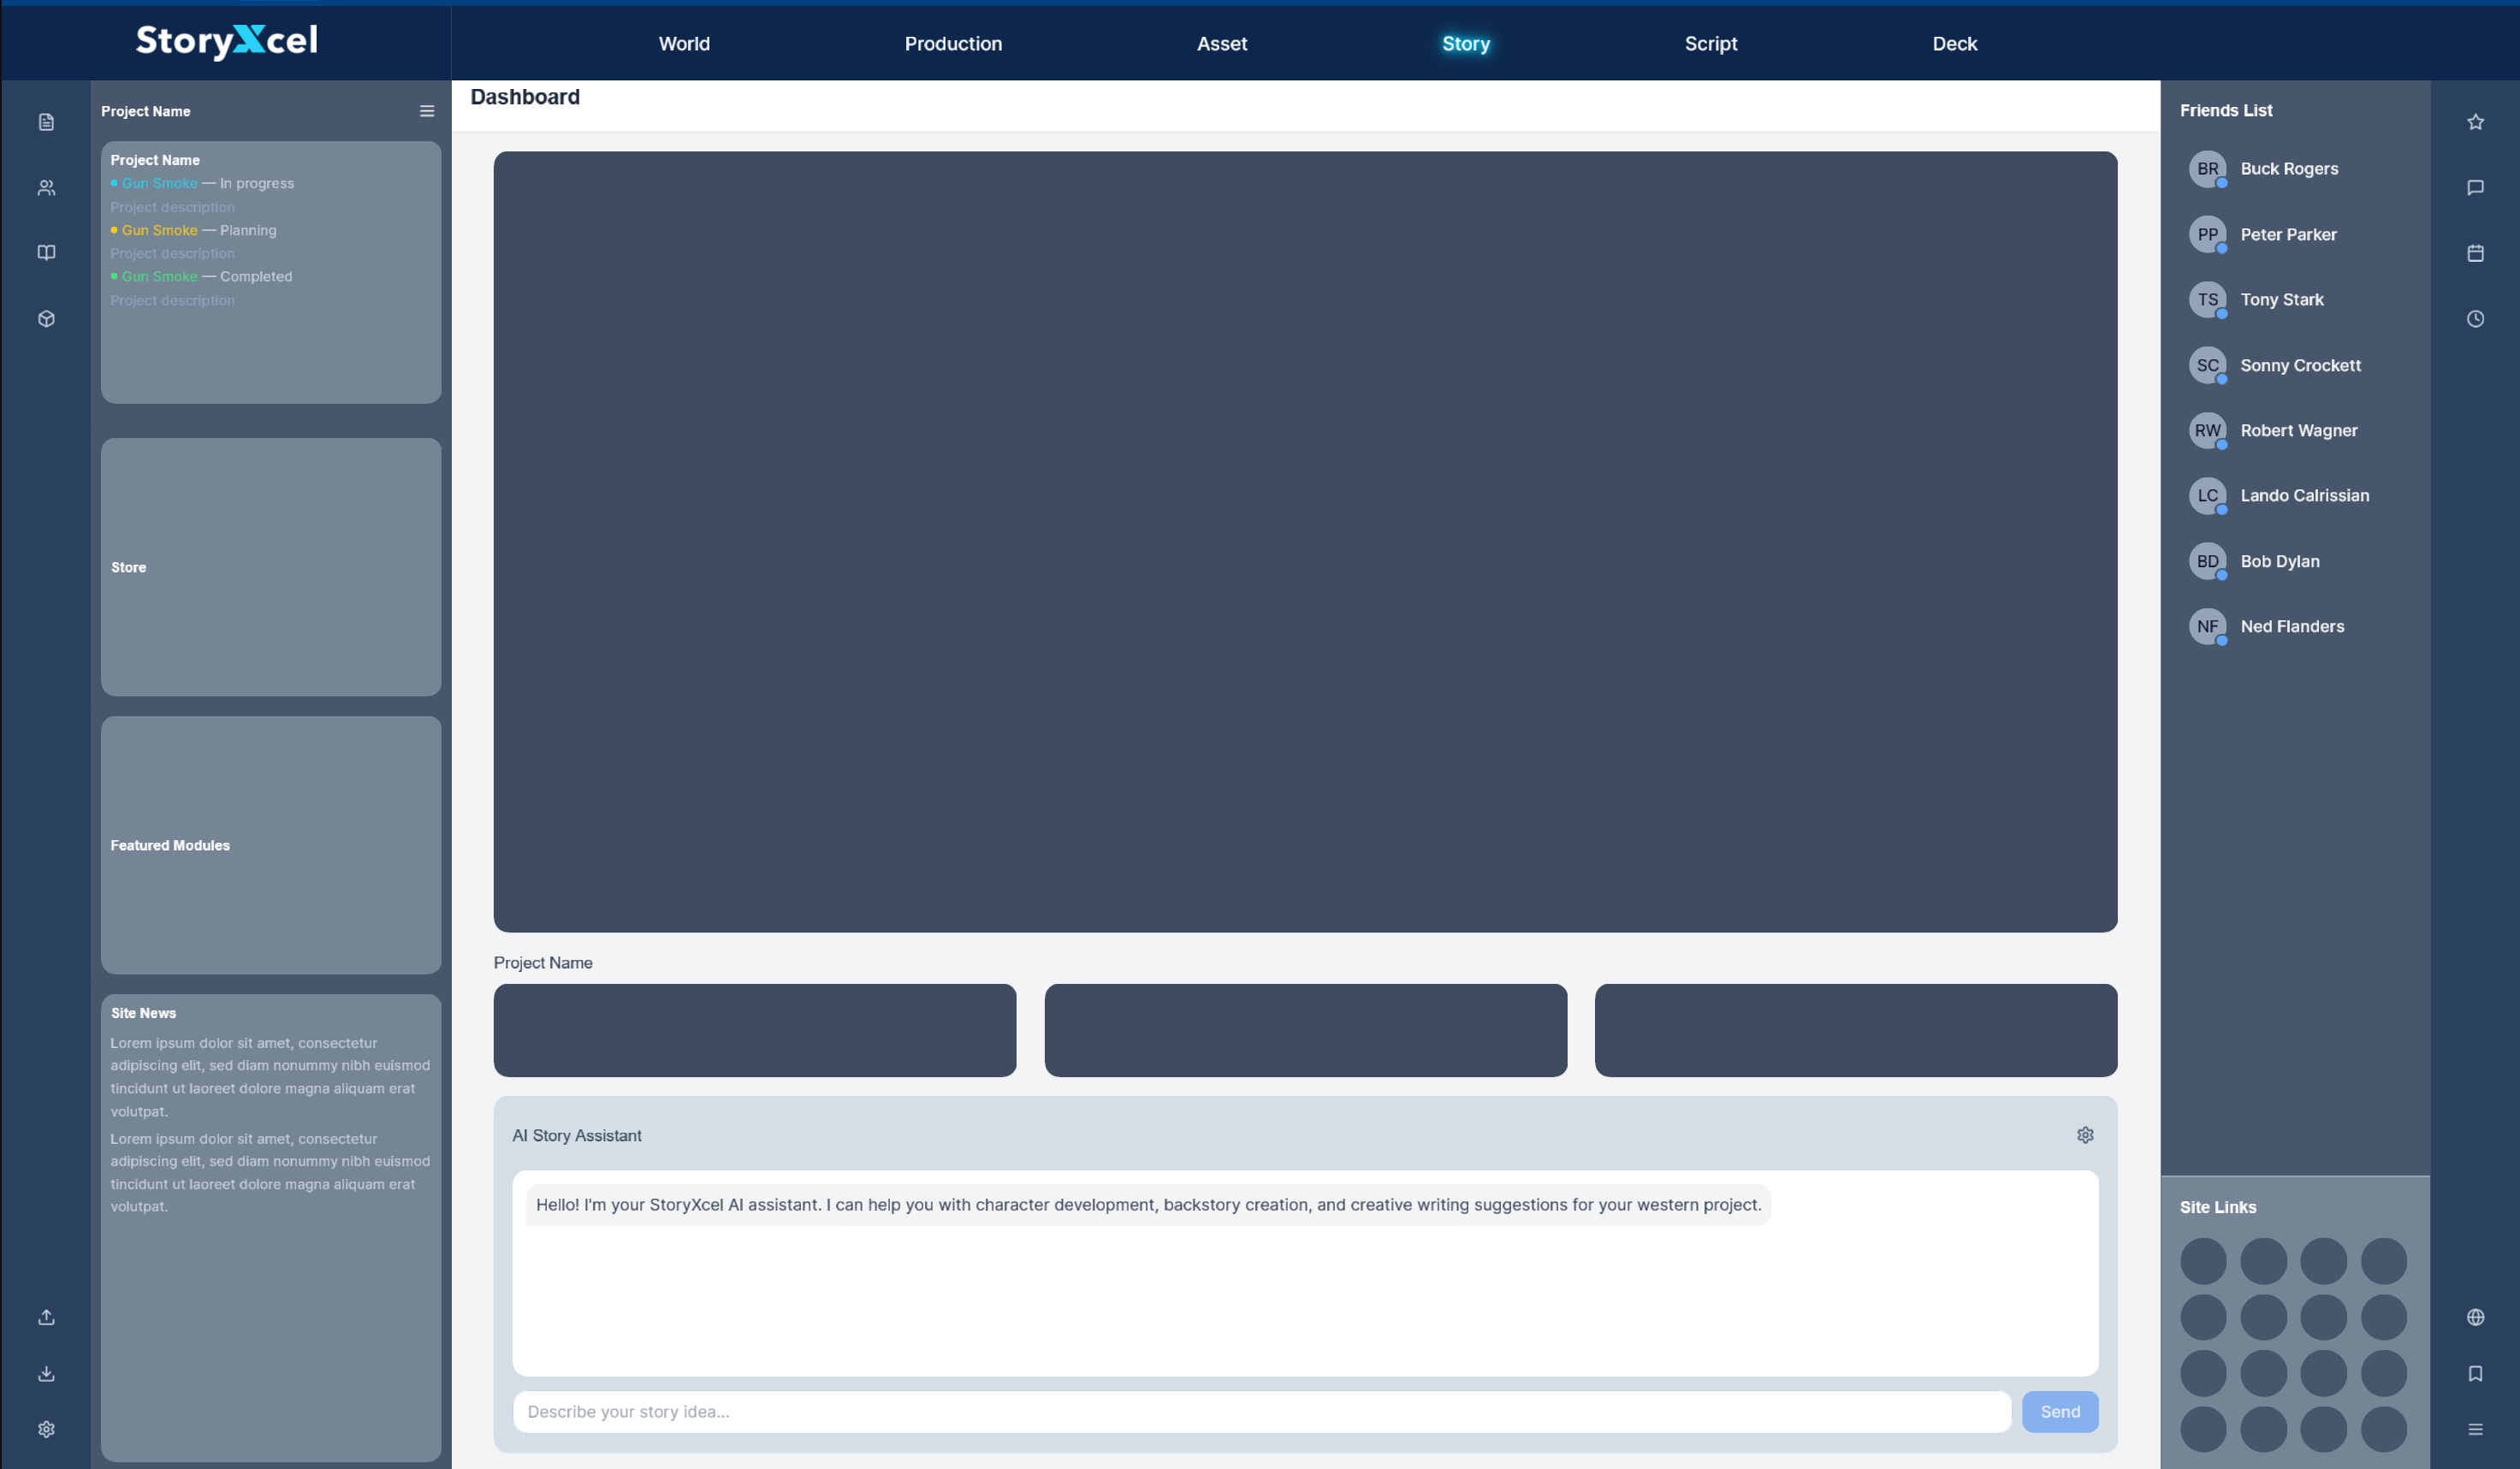 StoryXcel
World
Production
Asset
Story
Script
Deck
Project Name
Project Name
Gun Smoke — In progress
Project description
Gun Smoke — Planning
Project description
Gun Smoke — Completed
Project description
Store
Featured Modules
Site News
Lorem ipsum dolor sit amet, consectetur
adipiscing elit, sed diam nonummy nibh euismod
tincidunt ut laoreet dolore magna aliquam erat
volutpat.
Lorem ipsum dolor sit amet, consectetur
adipiscing elit, sed diam nonummy nibh euismod
tincidunt ut laoreet dolore magna aliquam erat
volutpat.
Dashboard
Project Name
AI Story Assistant
Hello! I'm your StoryXcel AI assistant. I can help you with character development, backstory creation, and creative writing suggestions for your western project.
Describe your story idea...
Send
Friends List
BR Buck Rogers
PP Peter Parker
TS Tony Stark
SC Sonny Crockett
RW Robert Wagner
LC Lando Calrissian
BD Bob Dylan
NF Ned Flanders
Site Links